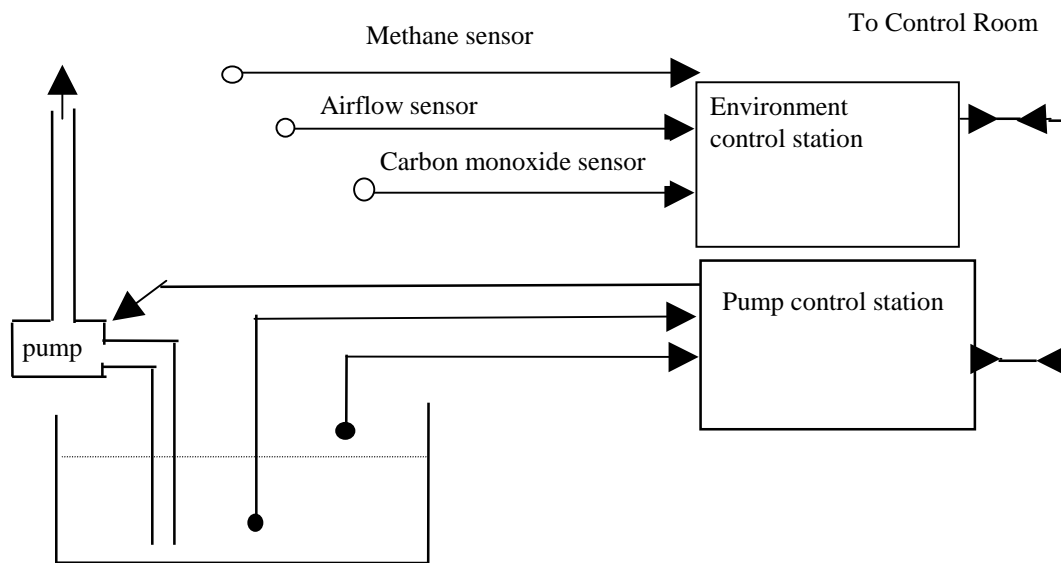 To Control Room
Methane sensor
Airflow sensor
Carbon monoxide sensor
Environment
control station
Pump control station
pump